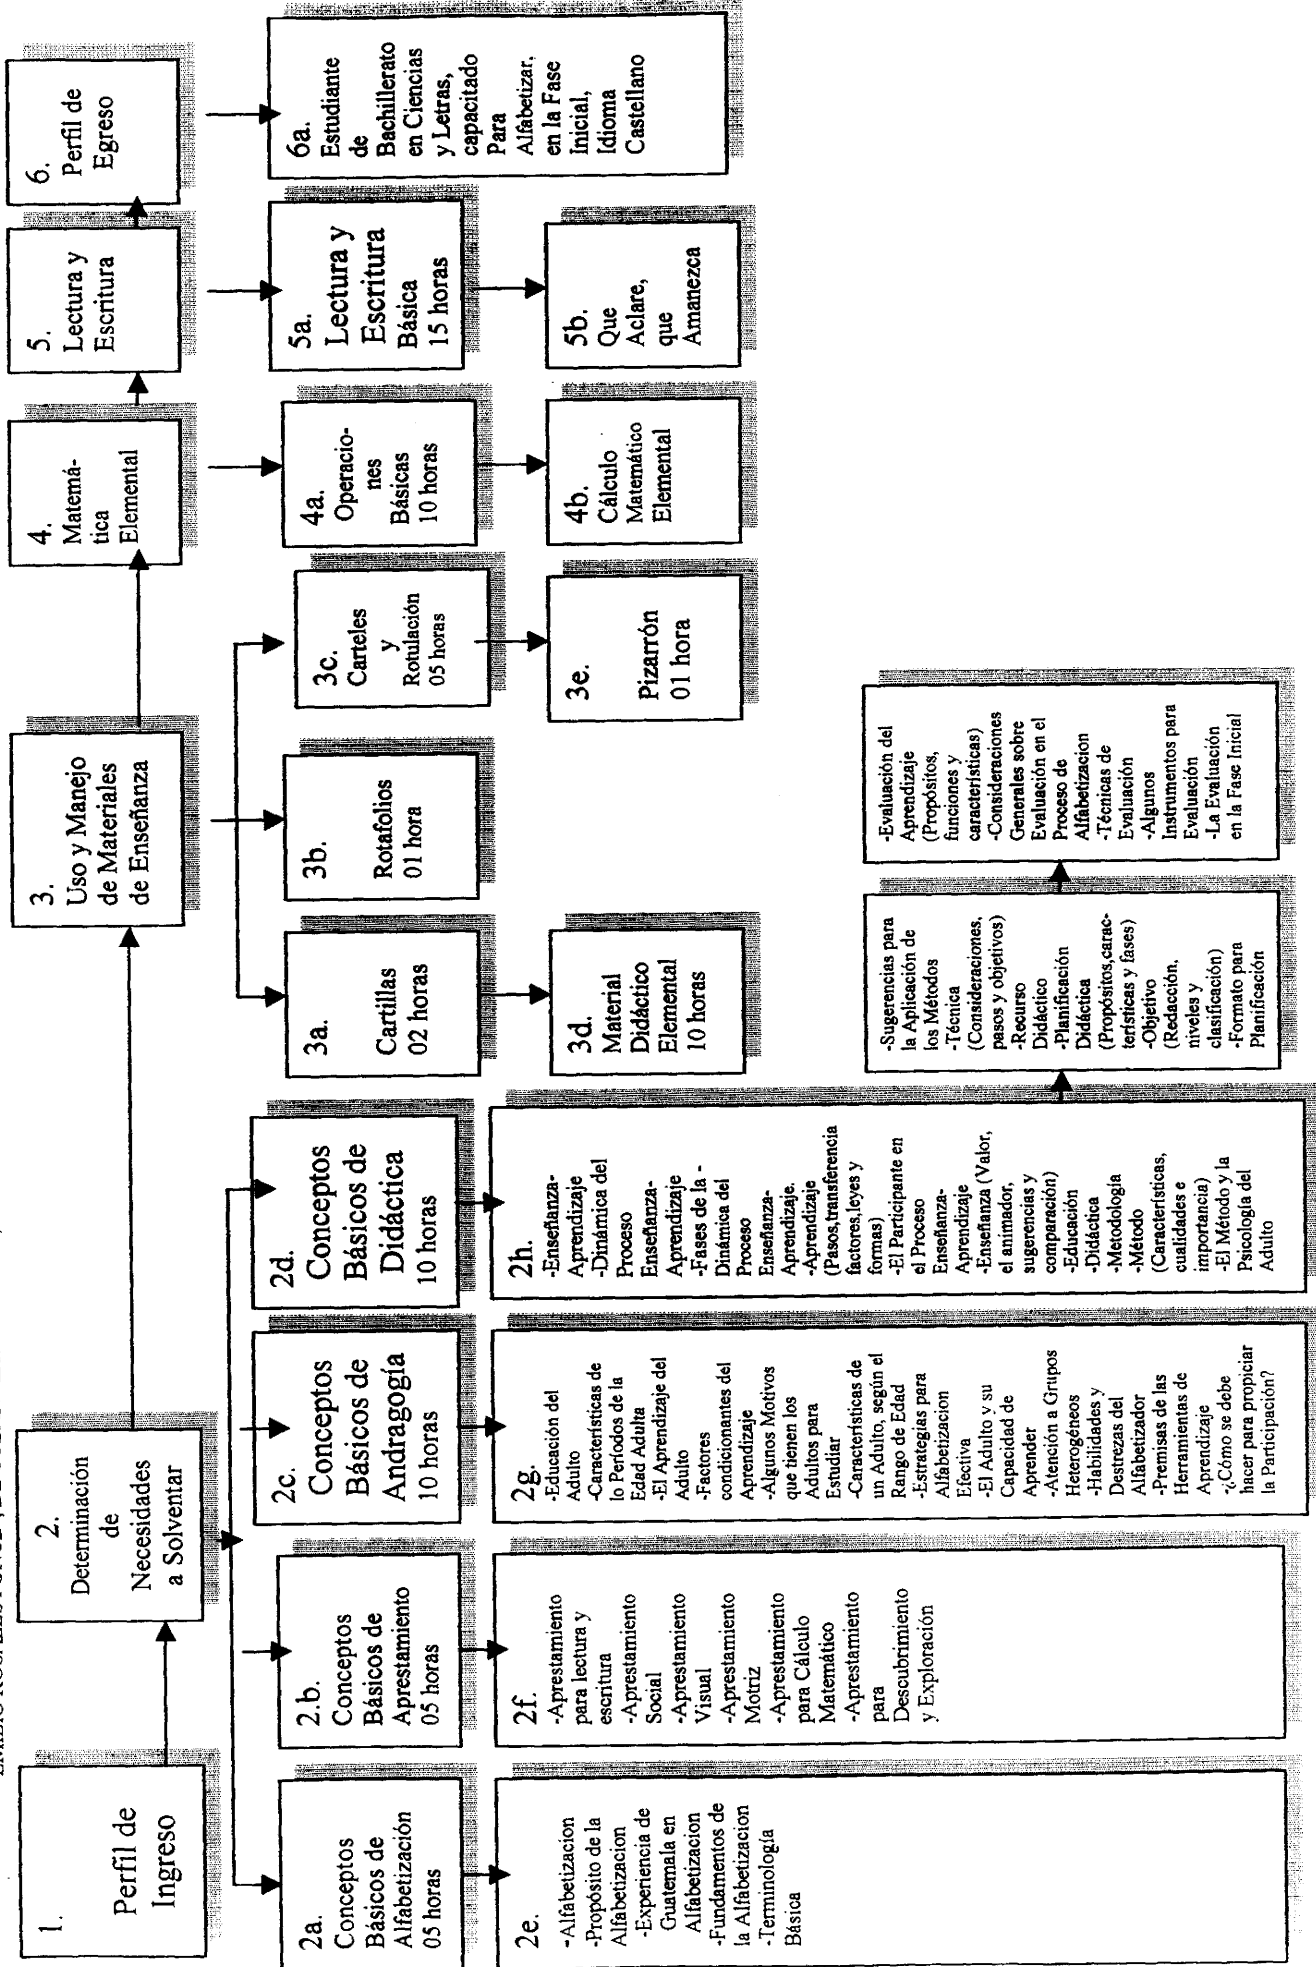 1.
Perfil de
Ingreso
2.
Determinación
de
Necesidades
a Solventar
3.
Uso y Manejo
de Materiales
de Enseñanza
4.
Matemá-
tica
Elemental
5.
Lectura y
Escritura
6.
Perfil de
Egreso
2a.
Conceptos
Básicos de
Alfabetización
05 horas
2.b
Conceptos
Básicos de
Aprestamiento
05 horas
2c.
Conceptos
Básicos de
Andragogía
10 horas
2d.
Conceptos
Básicos de
Didáctica
10 horas
3a.
Cartillas
02 horas
3b.
Rotafolios
01 hora
3c.
Carteles
y
Rotulación
05 horas
4a.
Operacio-
nes
Básicas
10 horas
5a.
Lectura y
Escritura
Básica
15 horas
6a.
Estudiante
de
Bachillerato
en Ciencias
y Letras,
capacitado
Para
Alfabetizar,
en la Fase
Inicial,
Idioma
Castellano
2e.
-Alfabetizacion
-Propósito de la
Alfabetizacion
-Experiencia de
Guatemala en
Alfabetizacion
-Fundamentos de
la Alfabetizacion
-Terminología
Básica
2f.
-Aprestamiento
para lectura y
escritura
-Aprestamiento
Social
-Aprestamiento
Visual
-Aprestamiento
Motriz
-Aprestamiento
para Cálculo
Matemático
-Aprestamiento
para
Descubrimiento
y Exploración
2g.
-Educación del
Adulto
-Características de
lo Períodos de la
Edad Adulta
-El Aprendizaje del
Adulto
-Factores
condicionantes del
Aprendizaje
-Algunos Motivos
que tienen los
Adultos para
Estudiar
-Características de
un Adulto, según el
Rango de Edad
-Estrategias para
Alfabetizacion
Efectiva
-El Adulto y su
Capacidad de
Aprender
-Atención a Grupos
Heterogéneos
-Habilidades y
Destrezas del
Alfabetizador
-Premisas de las
Herramientas de
Aprendizaje
-¿Cómo se debe
hacer para propiciar
la Participación?
2h.
-Enseñanza-
Aprendizaje
-Dinámica del
Proceso
Enseñanza-
Aprendizaje
-Fases de la -
Dinámica del
Proceso
Enseñanza-
Aprendizaje.
-Aprendizaje
(Pasos,transferencia
factores,leyes y
formas)
-El Participante en
el Proceso
Enseñanza-
Aprendizaje
-Enseñanza (Valor,
el animador,
sugerencias y
comparación)
-Educación
-Didáctica
-Metodología
-Método
(Características,
cualidades e
importancia)
-El Método y la
Psicología del
Adulto
3d.
Material
Didáctico
Elemental
10 horas
3e.
Pizarrón
01 hora
4b.
Cálculo
Matemático
Elemental
5b.
Que
Aclare,
que
Amanezca
-Sugerencias para
la Aplicación de
los Métodos
-Técnica
(Consideraciones,
pasos y objetivos)
-Recurso
Didáctico
-Planificación
Didáctica
(Propósitos,carac-
terísticas y fases)
-Objetivo
(Redacción,
niveles y
clasificación)
-Formato para
Planificación
-Evaluación del
Aprendizaje
(Propósitos,
funciones y
características)
-Consideraciones
Generales sobre
Evaluación en el
Proceso de
Alfabetizacion
-Técnicas de
Evaluación
-Algunos
Instrumentos para
Evaluación
-La Evaluación
en la Fase Inicial